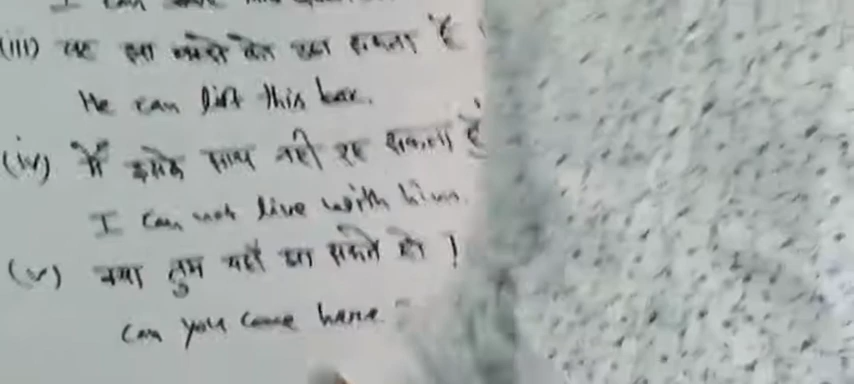 I can
(iii) वह इस को उठा सकता है
He can lift this box.
(iv) मैं इसके साथ नहीं रह सकता हूँ
I can not live with him.
(v) क्या तुम यहाँ आ सकते हो !
can you come here